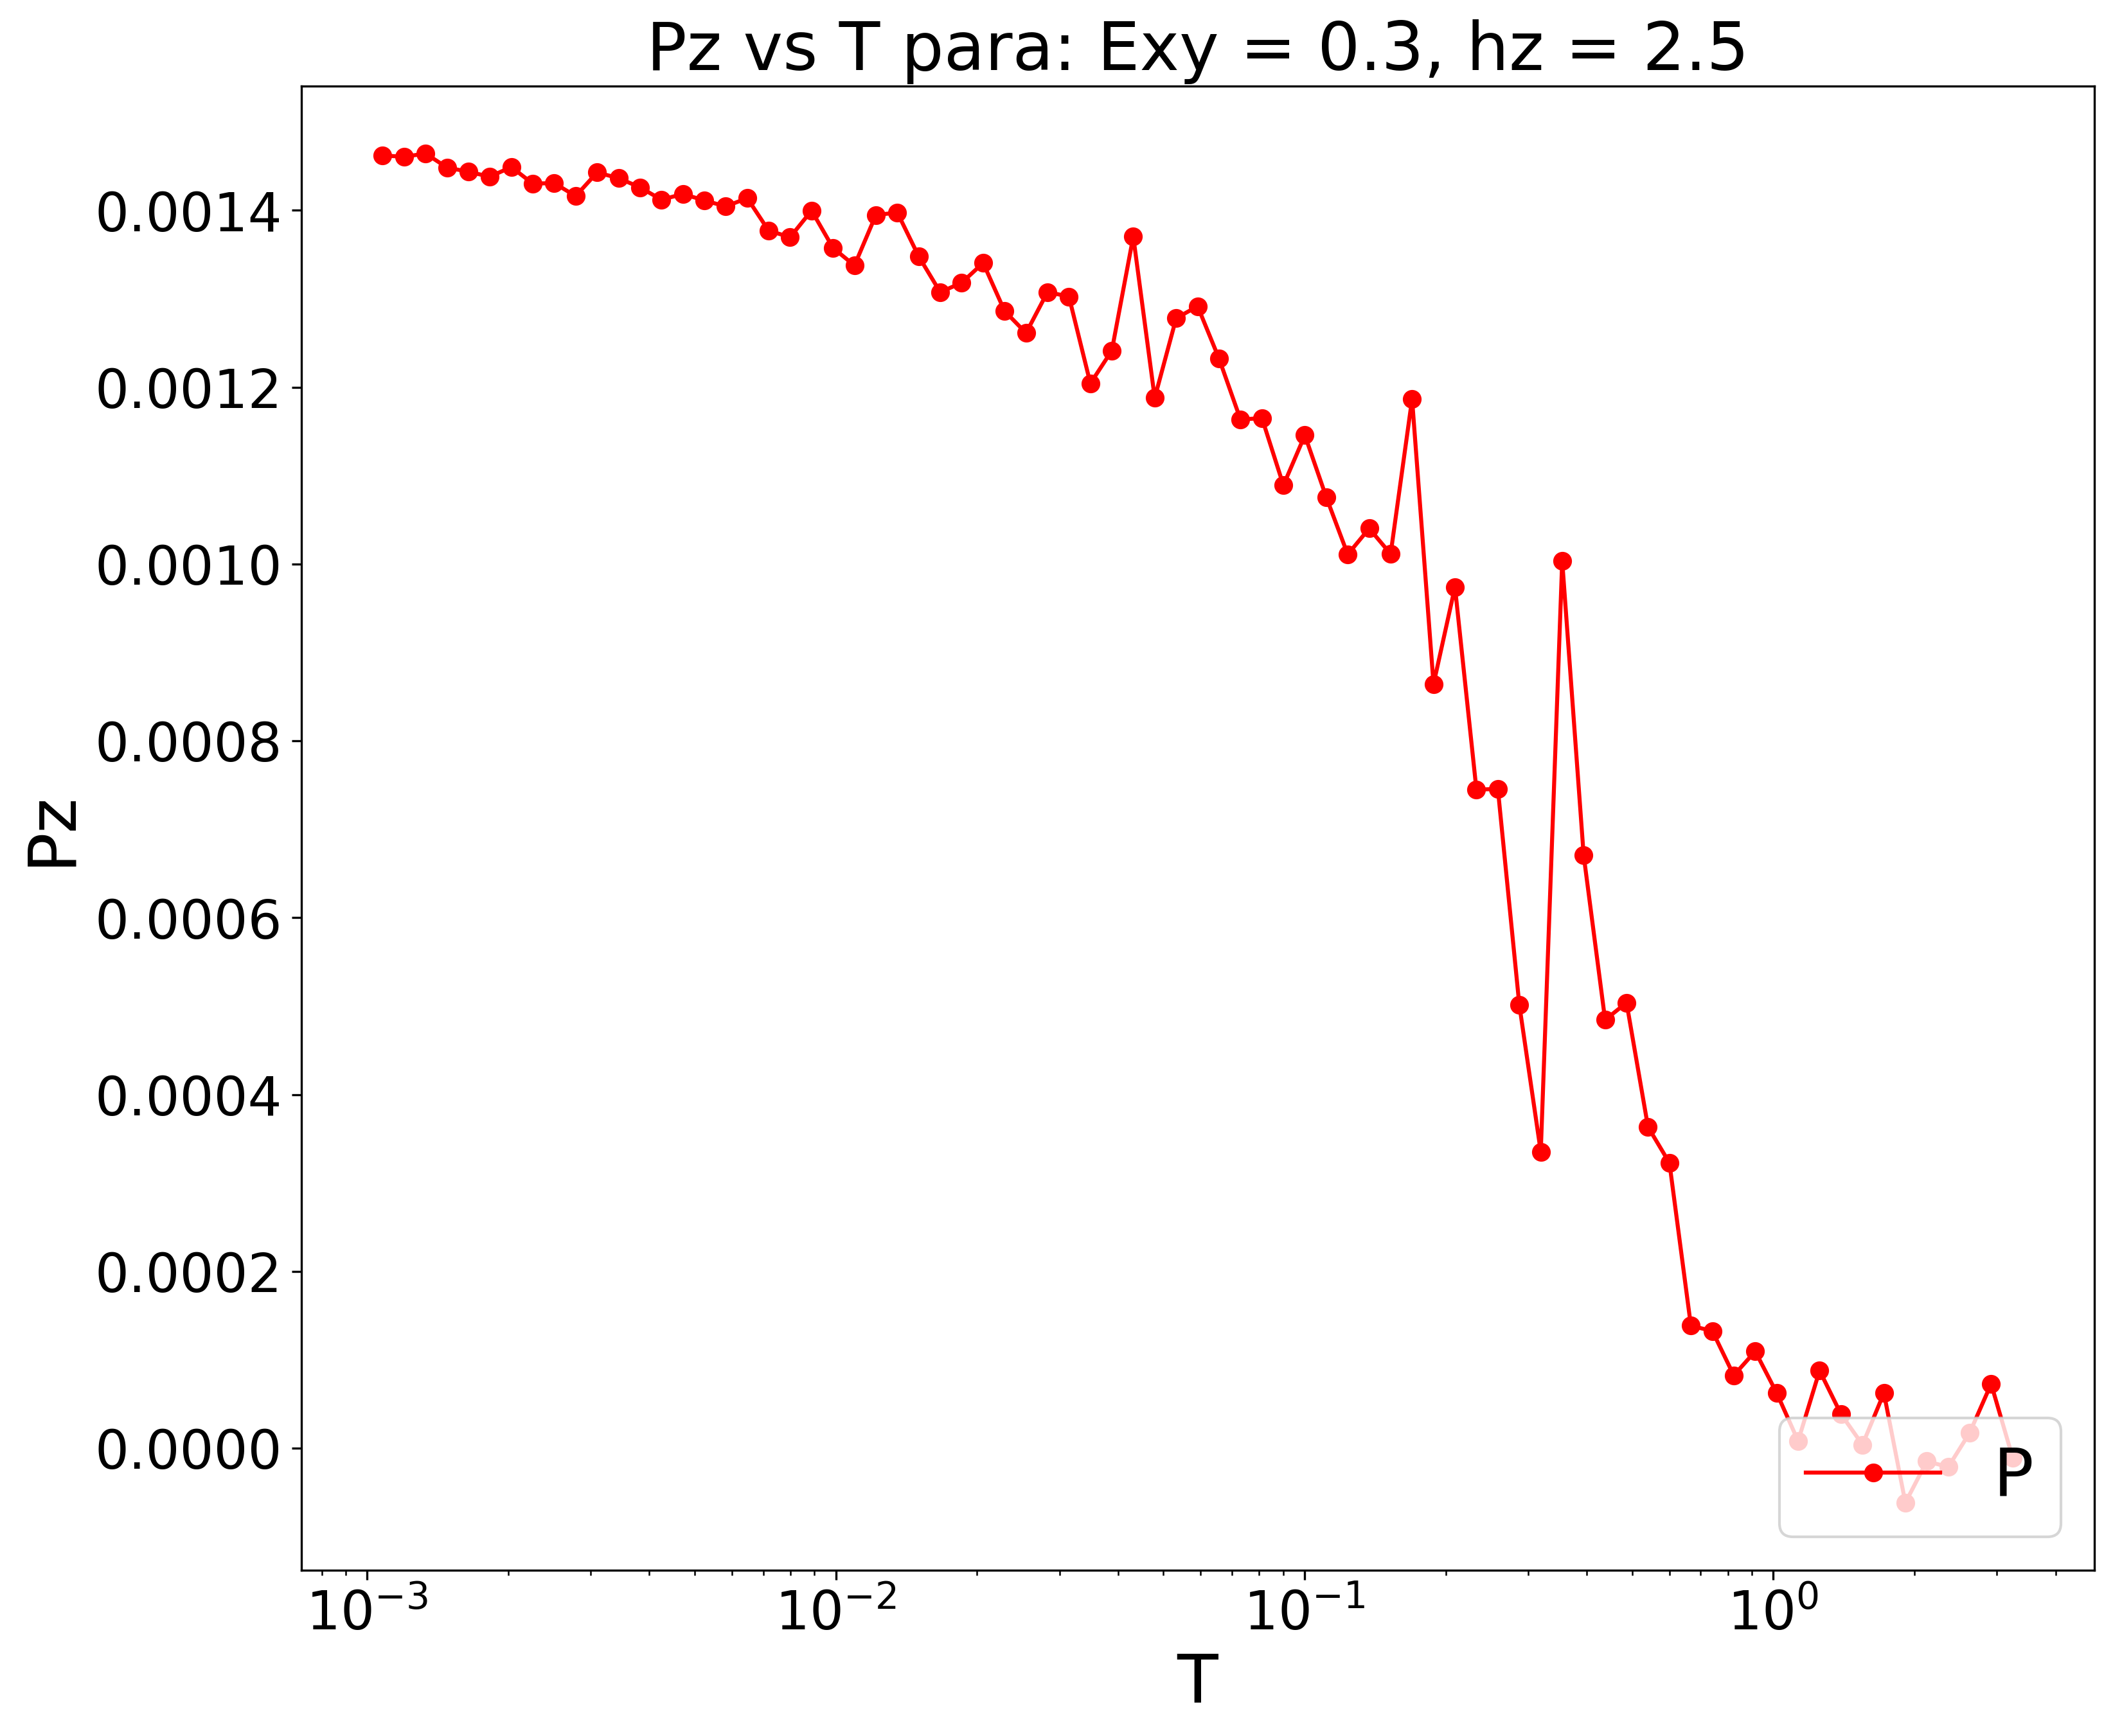 Pz vs T para: Exy = 0.3, hz = 2.5
0.0014
0.0012
0.0010
0.0008
0.0006
0.0004
0.0002
0.0000
Pz
P
10⁻³ 10⁻² 10⁻¹ 10⁰
T